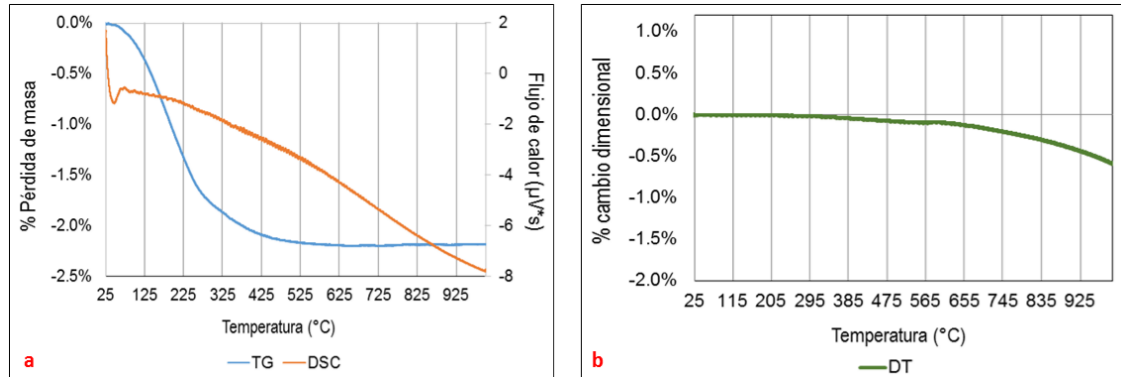 0.0%
-0.5%
-1.0%
-1.5%
-2.0%
-2.5%
% Pérdida de masa
2
0
-2
-4
-6
-8
Flujo de calor (µV*s)
25 125 225 325 425 525 625 725 825 925
Temperatura (°C)
a
TG DSC
1.0%
0.5%
0.0%
-0.5%
-1.0%
-1.5%
-2.0%
% cambio dimensional
25 115 205 295 385 475 565 655 745 835 925
Temperatura (°C)
b
DT